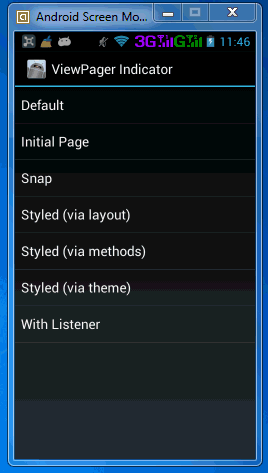 Android Screen Mo...
3G G 11:46
ViewPager Indicator
Default
Initial Page
Snap
Styled (via layout)
Styled (via methods)
Styled (via theme)
With Listener